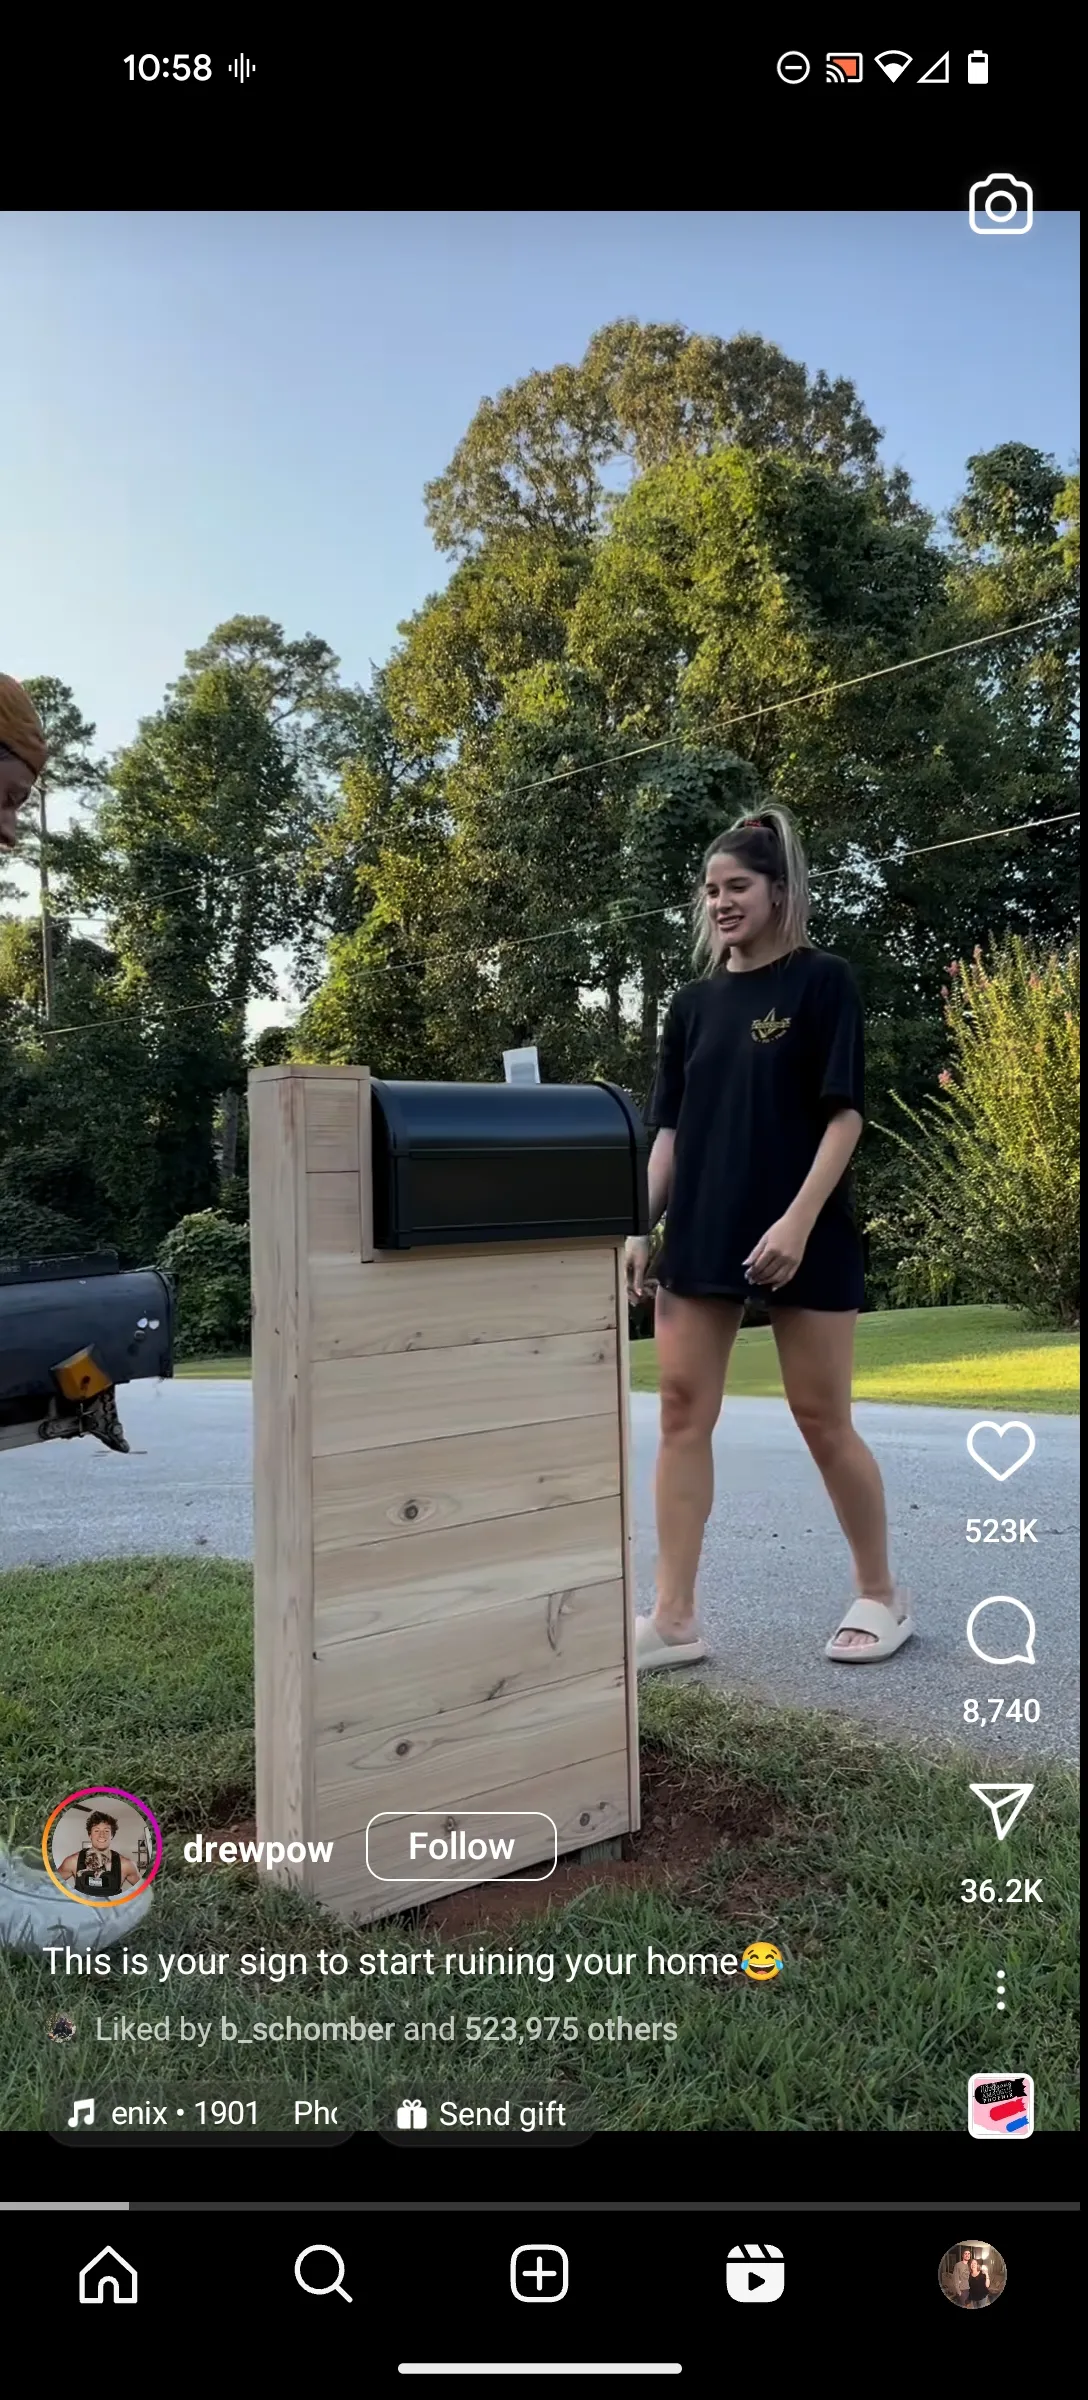 10:58
523K
8,740
36.2K
drewpow
Follow
This is your sign to start ruining your home😂
Liked by b_schomber and 523,975 others
enix • 1901 Phc
Send gift